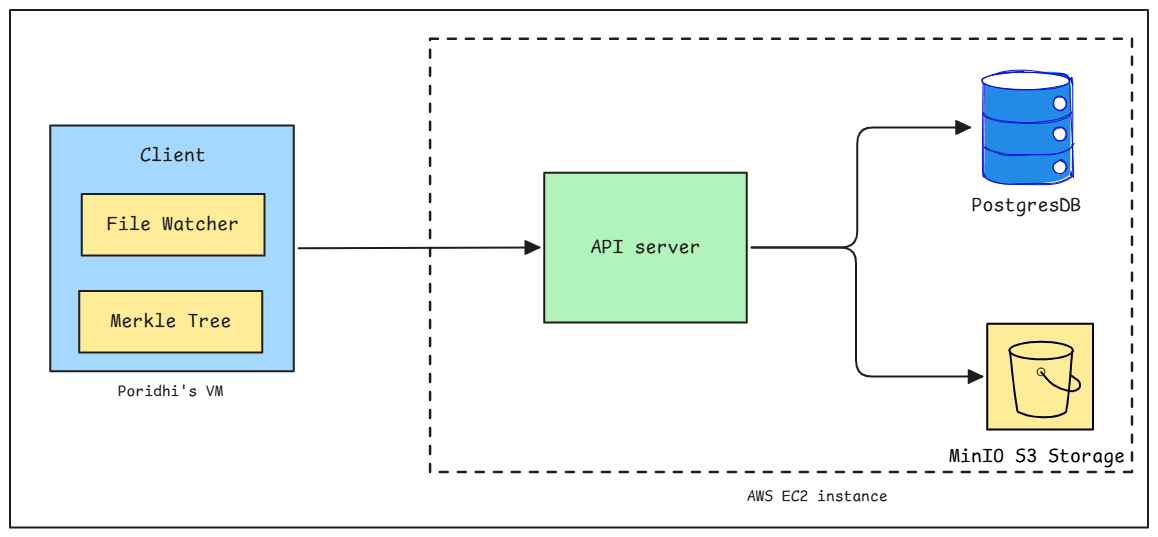 Client
File Watcher
Merkle Tree
Poridhi's VM
API server
PostgresDB
MinIO S3 Storage
AWS EC2 instance